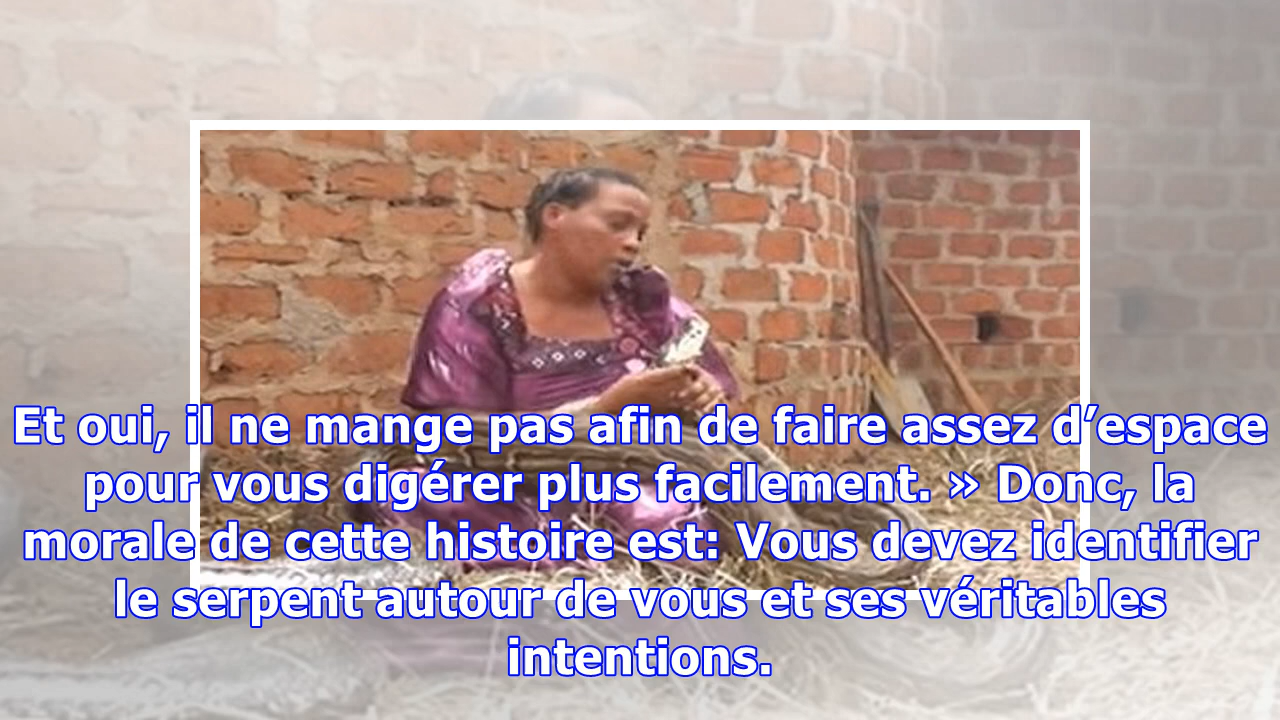 Et oui, il ne mange pas afin de faire assez d’espace
pour vous digérer plus facilement. » Donc, la
morale de cette histoire est: Vous devez identifier
le serpent autour de vous et ses véritables
intentions.